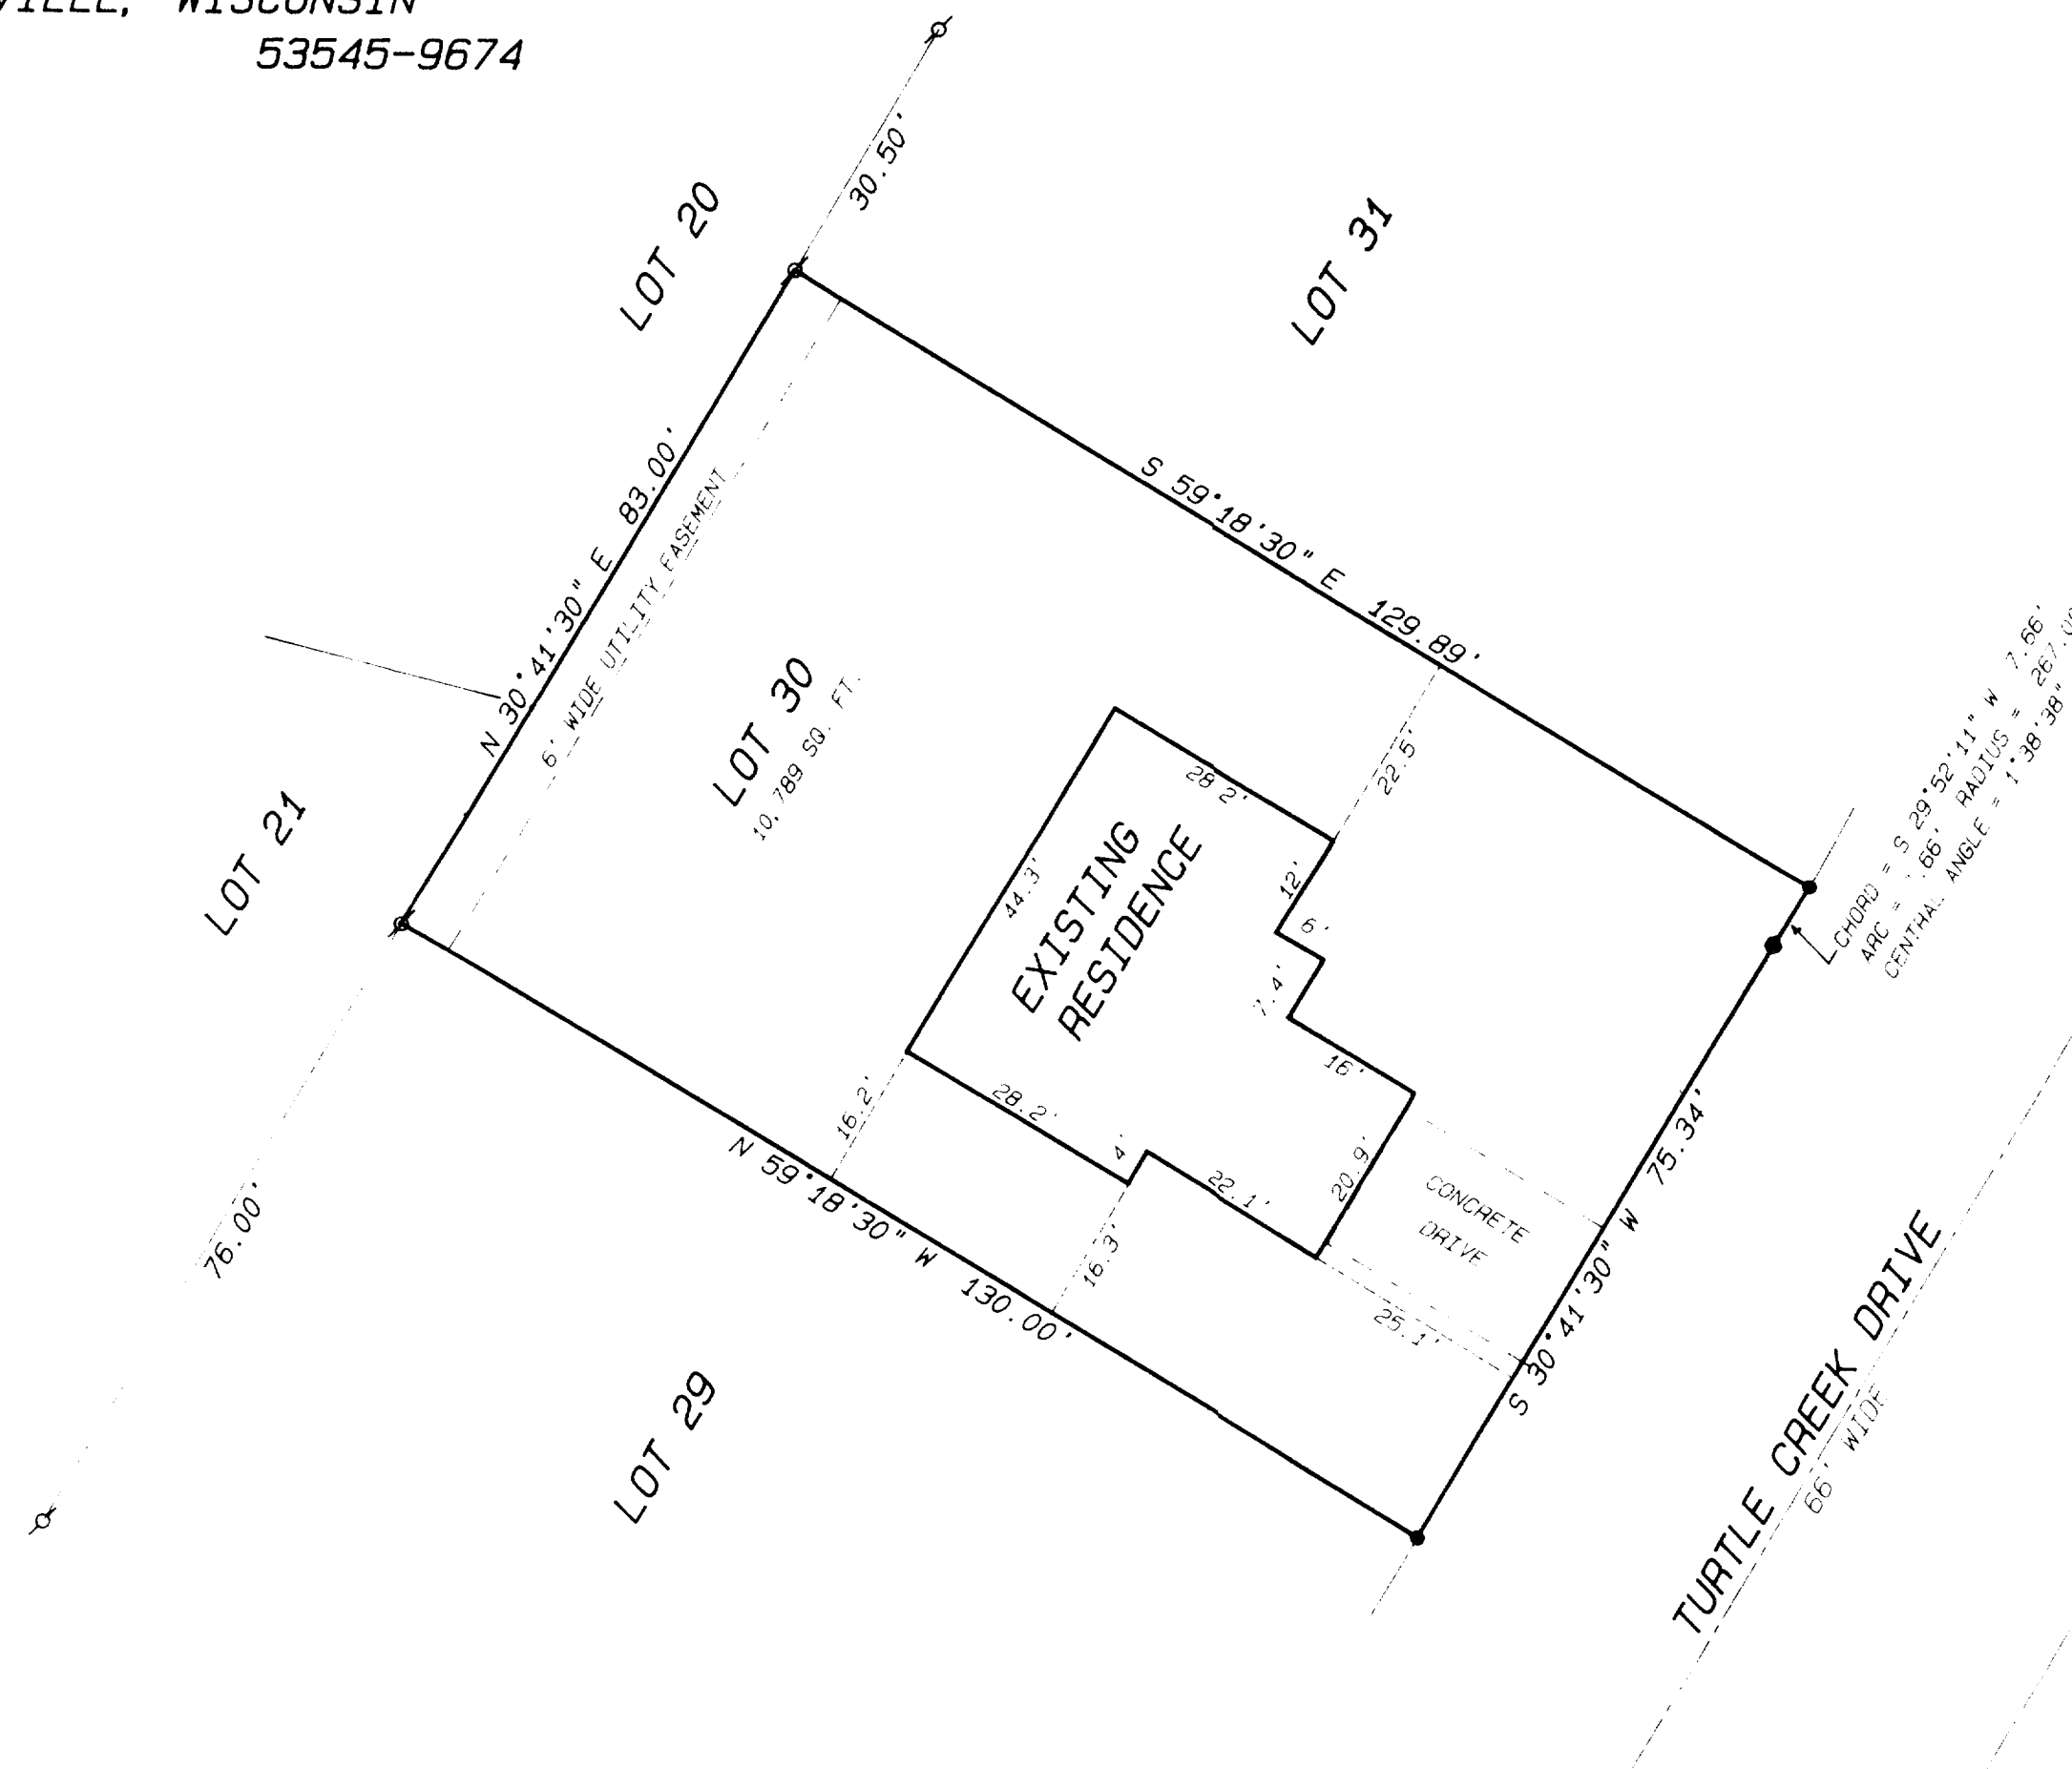 WISCONSIN
53545-9674
30.50'
LOT 20
LOT 31
N 30°41'30" E 83.00'
6' WIDE UTILITY EASEMENT
S 59°18'30" E 129.89'
LOT 30
10,789 SQ. FT.
LOT 21
28.2'
22.5'
44.3'
EXISTING
RESIDENCE
12'
6'
7.4'
16'
CHORD = S 29°52'11" W 7.66'
ARC = 7.66' RADIUS = 267.00
CENTRAL ANGLE = 1°38'38"
16.2'
28.2'
4'
22.1'
20.9'
CONCRETE
DRIVE
75.34'
S 30°41'30" W
76.00'
N 59°18'30" W 130.00'
16.3'
25.1'
LOT 29
TURTLE CREEK DRIVE
66' WIDE